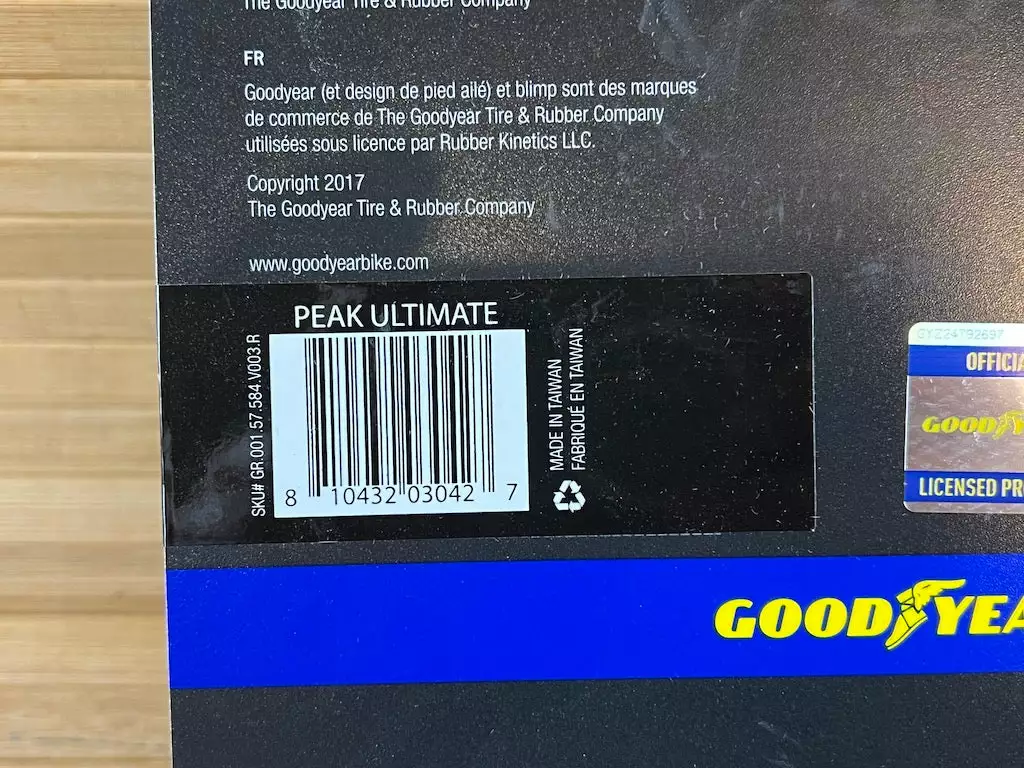 The Goodyear Tire & Rubber Company
FR
Goodyear (et design de pied ailé) et blimp sont des marques
de commerce de The Goodyear Tire & Rubber Company
utilisées sous licence par Rubber Kinetics LLC.
Copyright 2017
The Goodyear Tire & Rubber Company
www.goodyearbike.com
PEAK ULTIMATE
SKU# GR.001.57.584.V003.R
8 10432 03042 7
MADE IN TAIWAN
FABRIQUÉ EN TAIWAN
OFFICIA
GOODY
LICENSED PR
GOODYEA